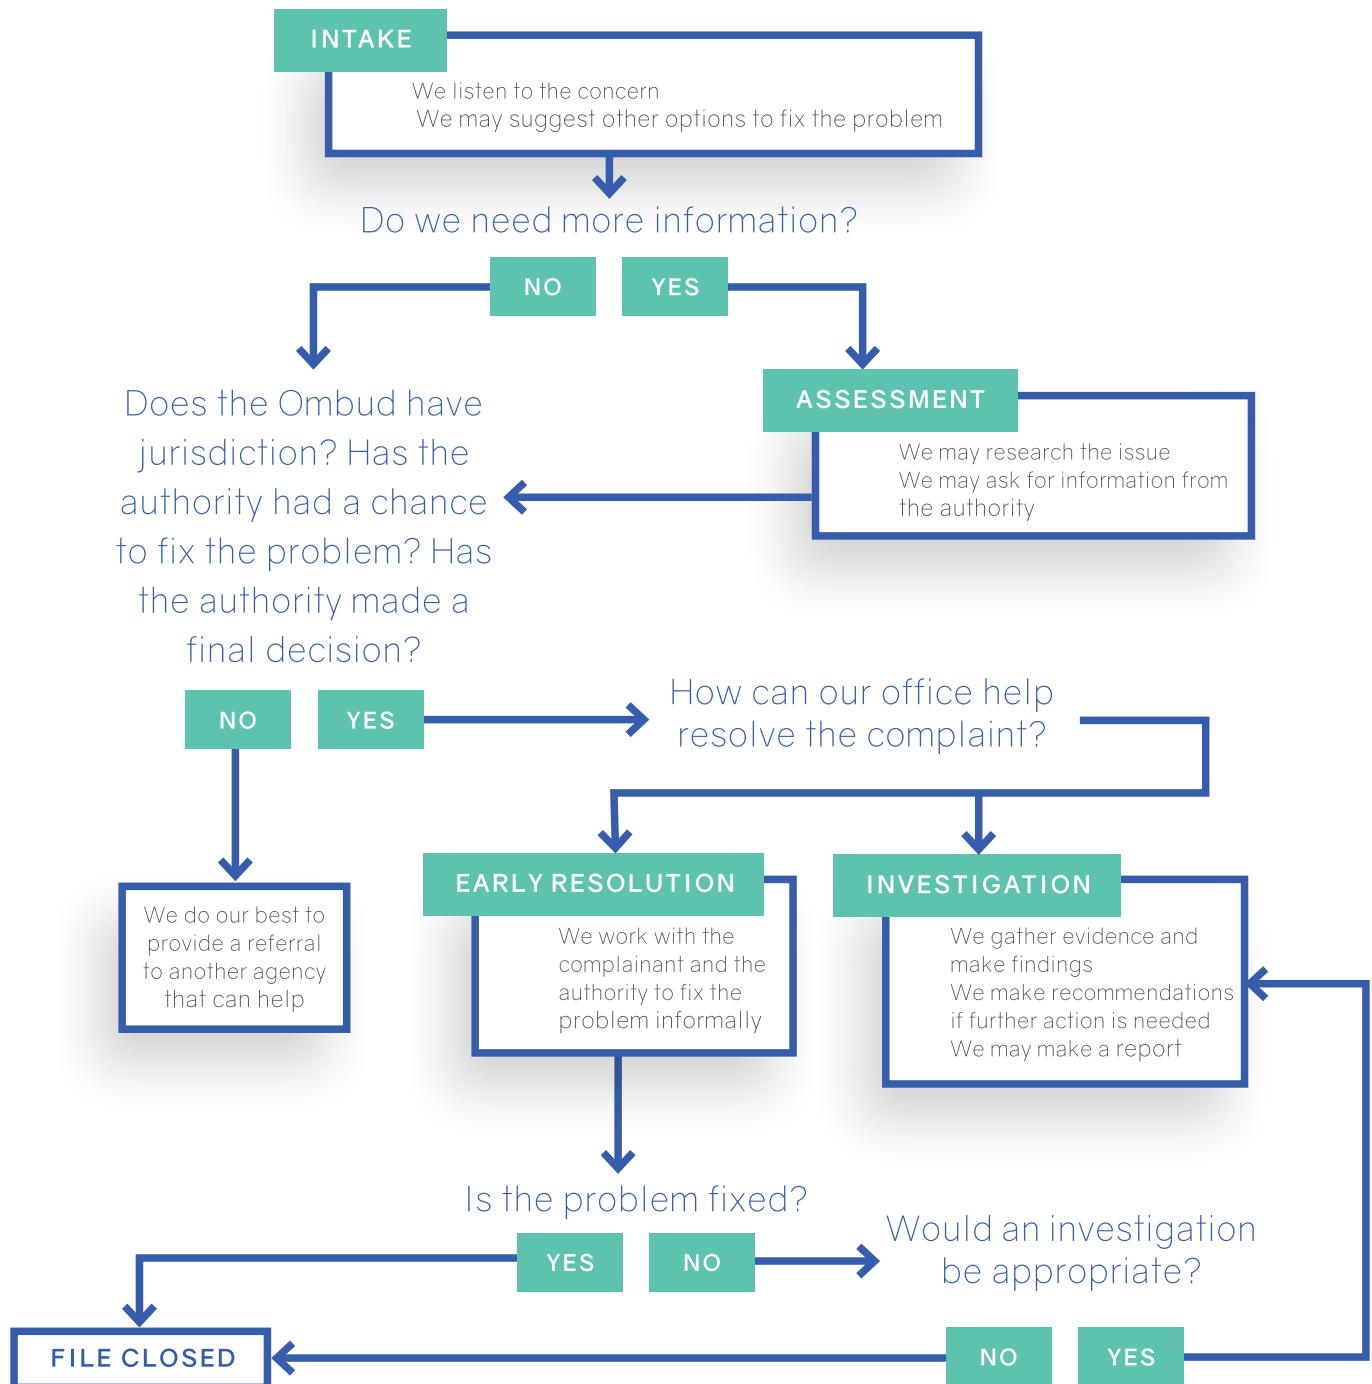 INTAKE
We listen to the concern
We may suggest other options to fix the problem
Do we need more information?
NO
YES
ASSESSMENT
We may research the issue
We may ask for information from
the authority
Does the Ombud have
jurisdiction? Has the
authority had a chance
to fix the problem? Has
the authority made a
final decision?
NO
YES
How can our office help
resolve the complaint?
We do our best to
provide a referral
to another agency
that can help
EARLY RESOLUTION
We work with the
complainant and the
authority to fix the
problem informally
INVESTIGATION
We gather evidence and
make findings
We make recommendations
if further action is needed
We may make a report
Is the problem fixed?
YES
NO
Would an investigation
be appropriate?
NO
YES
FILE CLOSED